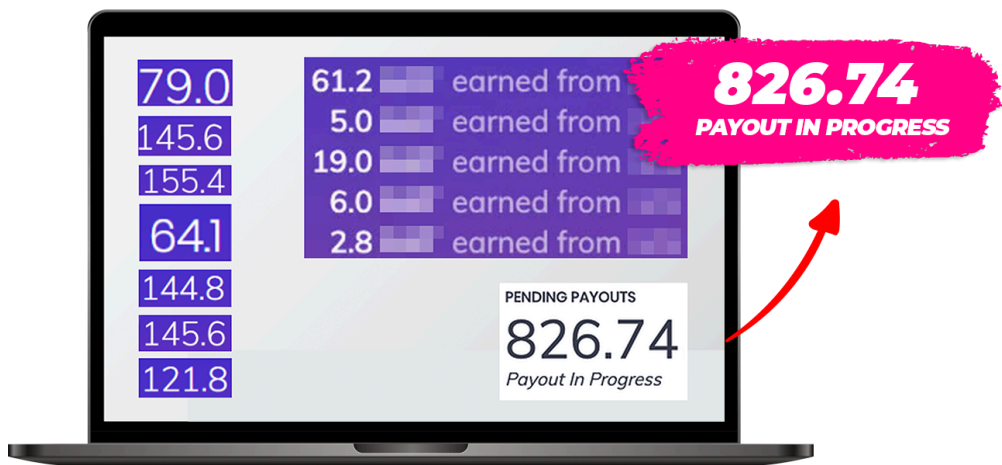 79.0
145.6
155.4
64.1
144.8
145.6
121.8
61.2 earned from
5.0 earned from
19.0 earned from
6.0 earned from
2.8 earned from
826.74
PAYOUT IN PROGRESS
PENDING PAYOUTS
826.74
Payout In Progress